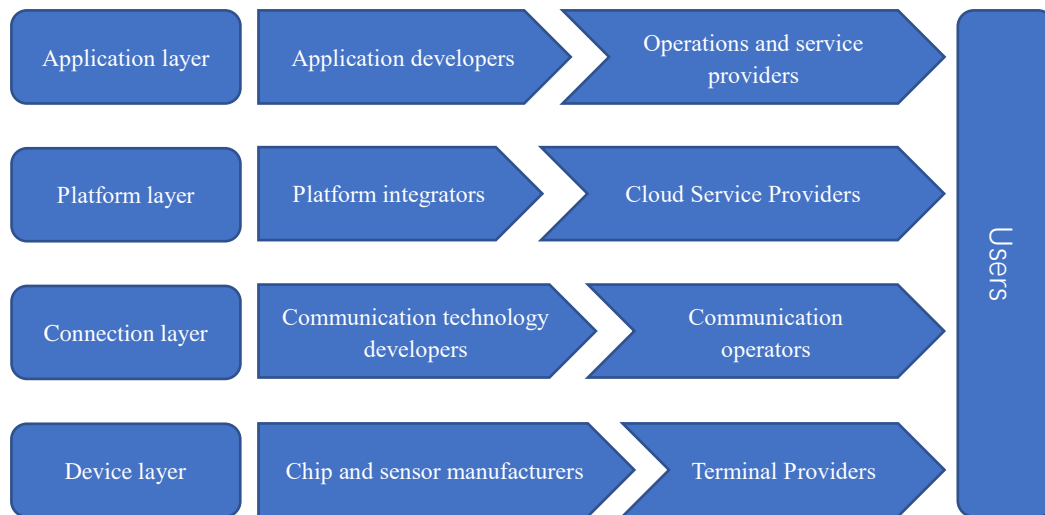 Application layer
Application developers
Operations and service
providers
Platform layer
Platform integrators
Cloud Service Providers
Connection layer
Communication technology
developers
Communication
operators
Device layer
Chip and sensor manufacturers
Terminal Providers
Users